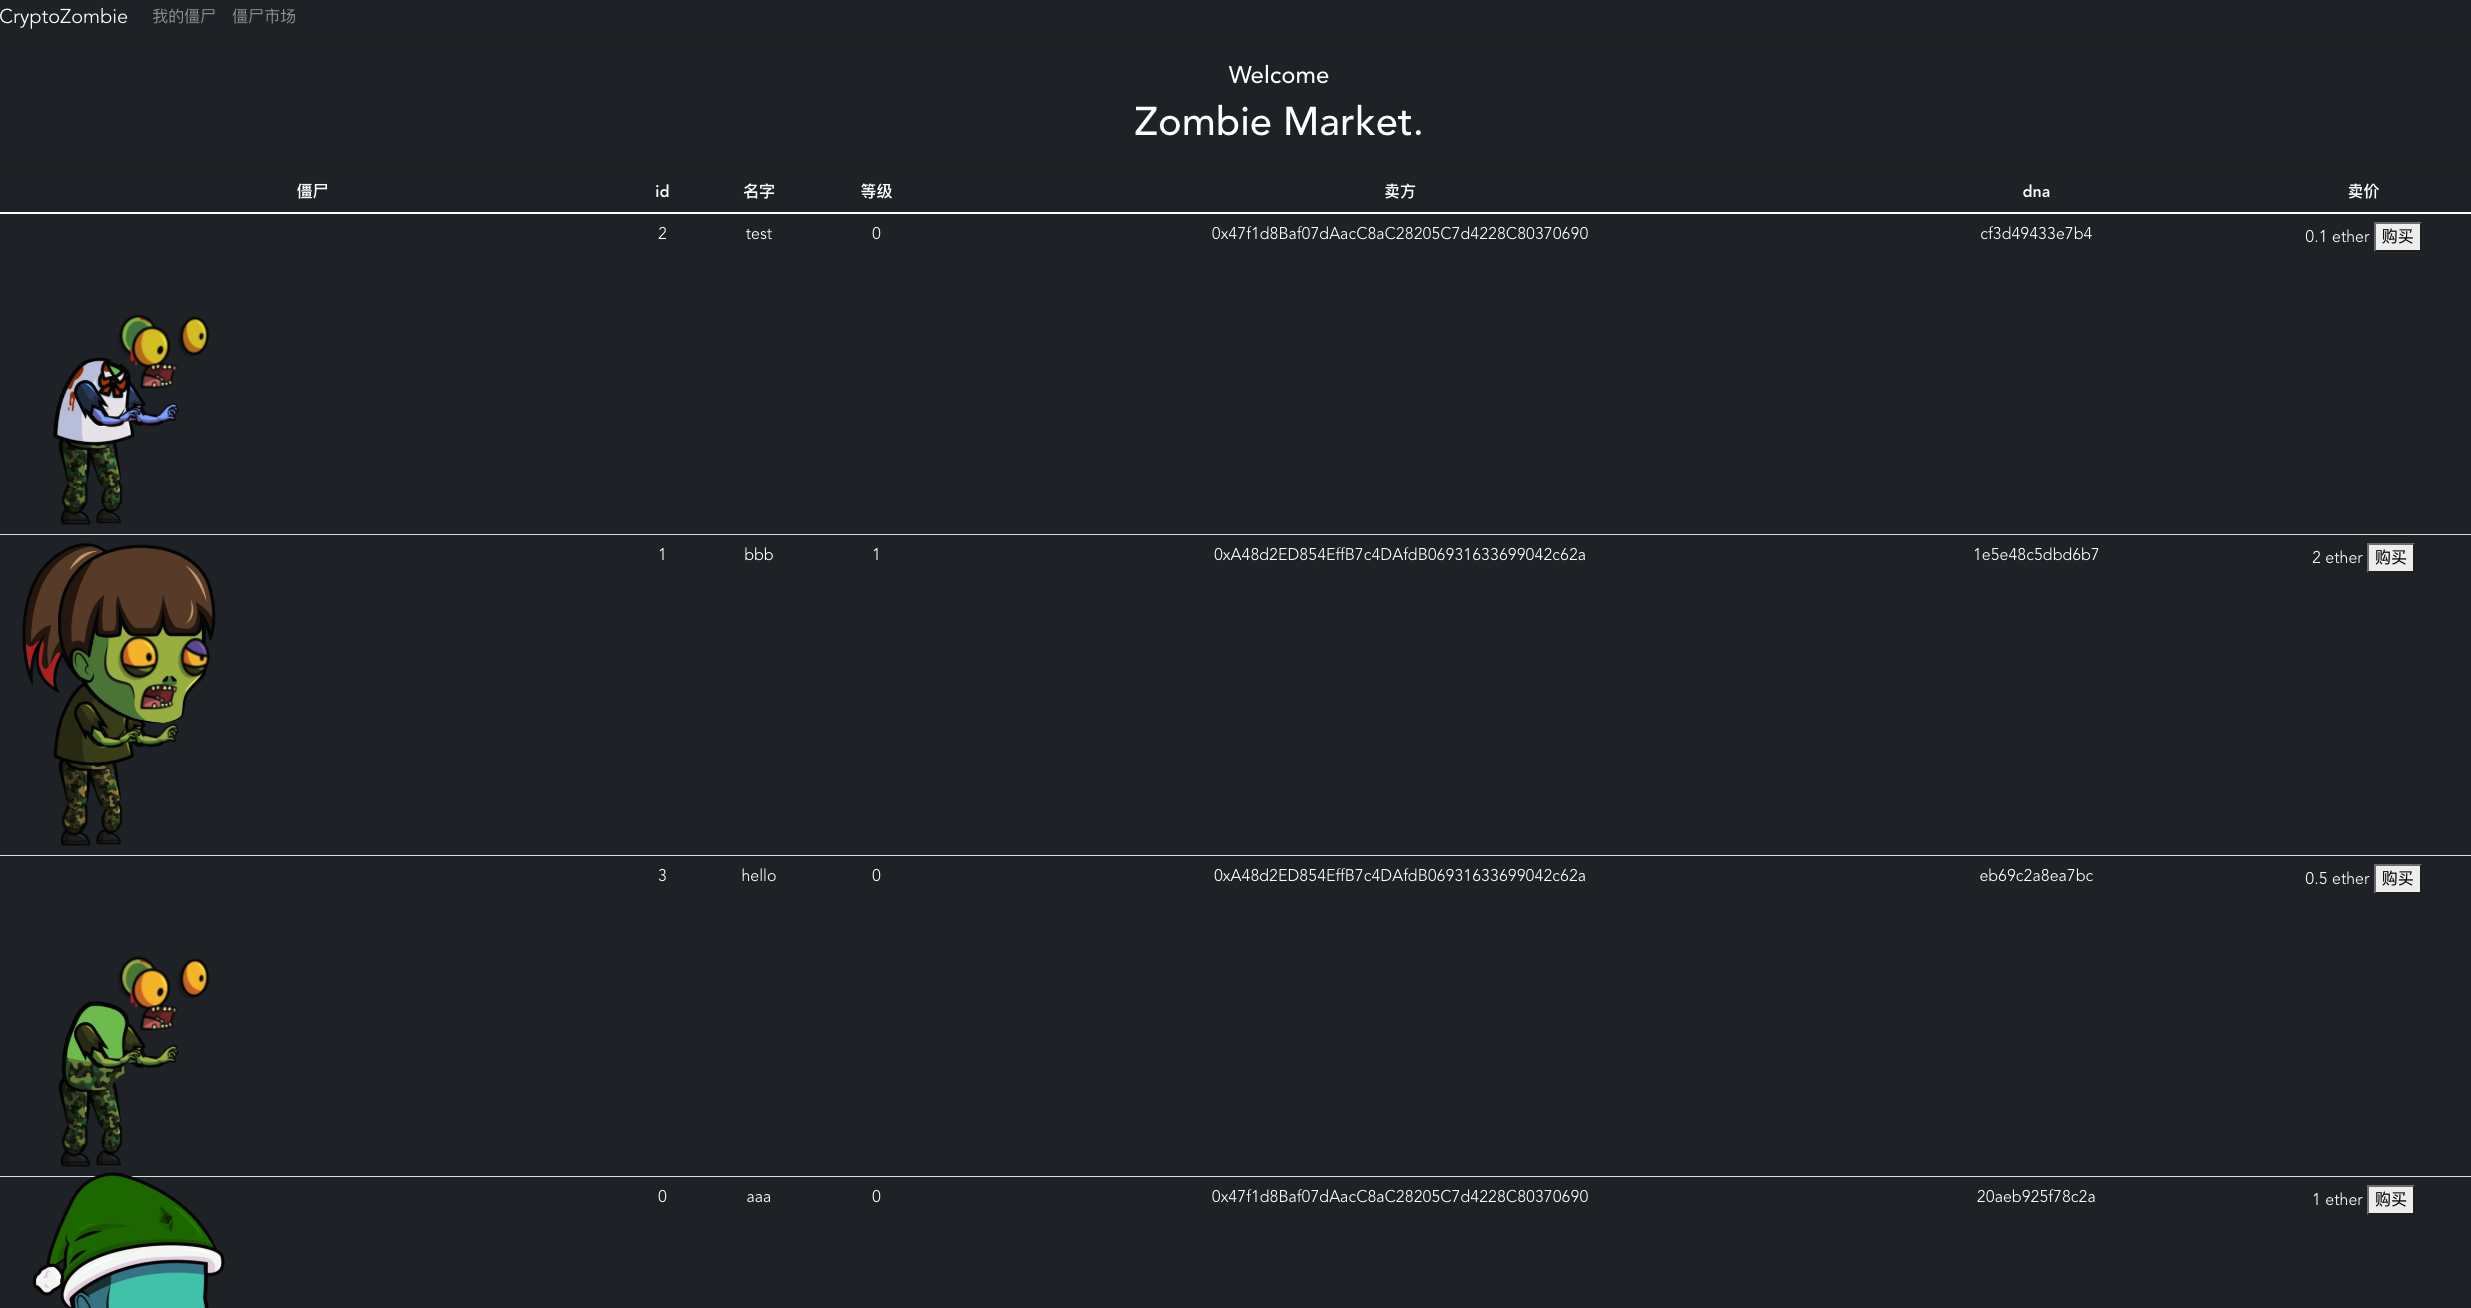 CryptoZombie 我的僵尸 僵尸市场
Welcome
Zombie Market.
僵尸 id 名字 等级 卖方 dna 卖价
2 test 0 0x47f1d8Baf07dAacC8aC28205C7d4228C80370690 cf3d49433e7b4 0.1 ether 购买
1 bbb 1 0xA48d2ED854EffB7c4DAfdB06931633699042c62a 1e5e48c5dbd6b7 2 ether 购买
3 hello 0 0xA48d2ED854EffB7c4DAfdB06931633699042c62a eb69c2a8ea7bc 0.5 ether 购买
0 aaa 0 0x47f1d8Baf07dAacC8aC28205C7d4228C80370690 20aeb925f78c2a 1 ether 购买